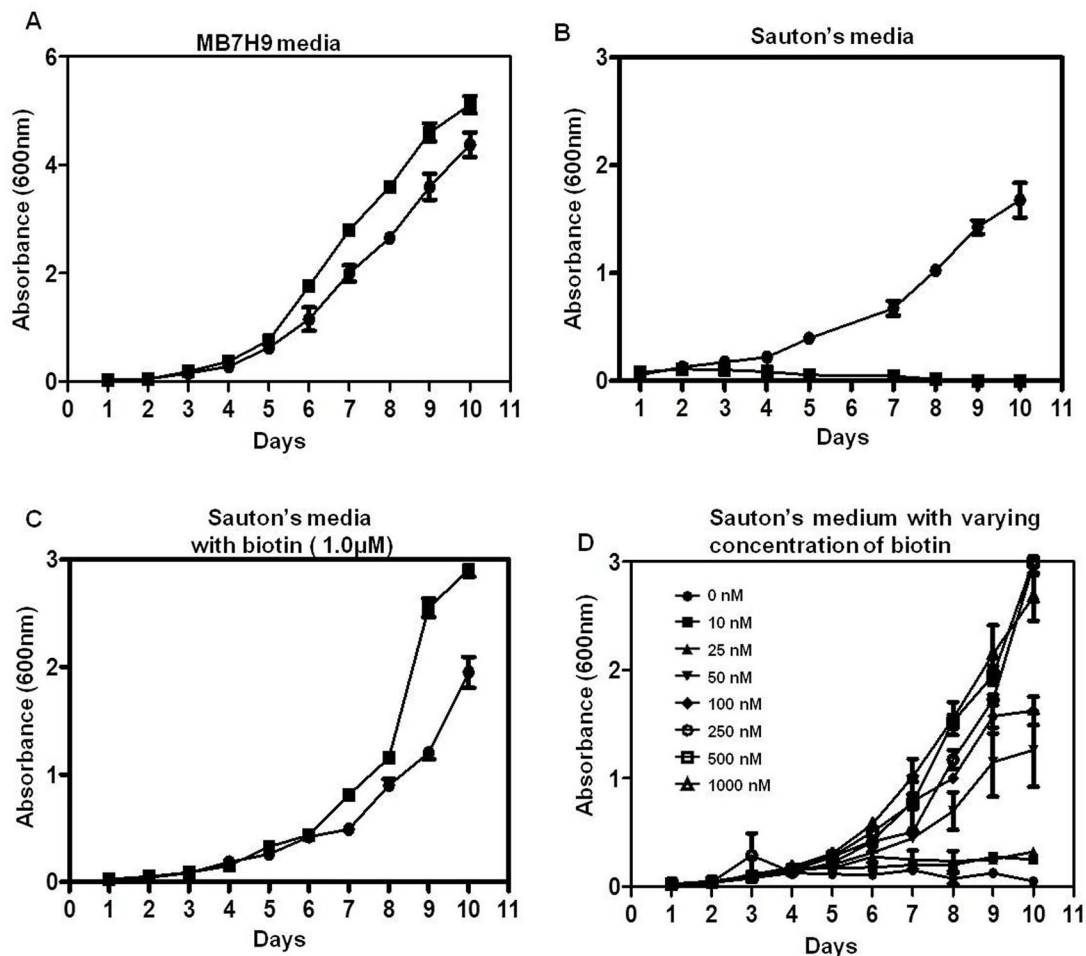 A
MB7H9 media
6
4
2
0
Absorbance (600nm)
0 1 2 3 4 5 6 7 8 9 10 11
Days
B
Sauton's media
3
2
1
0
Absorbance (600nm)
1 2 3 4 5 6 7 8 9 10 11
Days
C
Sauton's media
with biotin ( 1.0µM)
3
2
1
0
Absorbance (600nm)
0 1 2 3 4 5 6 7 8 9 10 11
Days
D
Sauton's medium with varying
concentration of biotin
3
2
1
0
Absorbance (600nm)
0 nM
10 nM
25 nM
50 nM
100 nM
250 nM
500 nM
1000 nM
0 1 2 3 4 5 6 7 8 9 10 11
Days